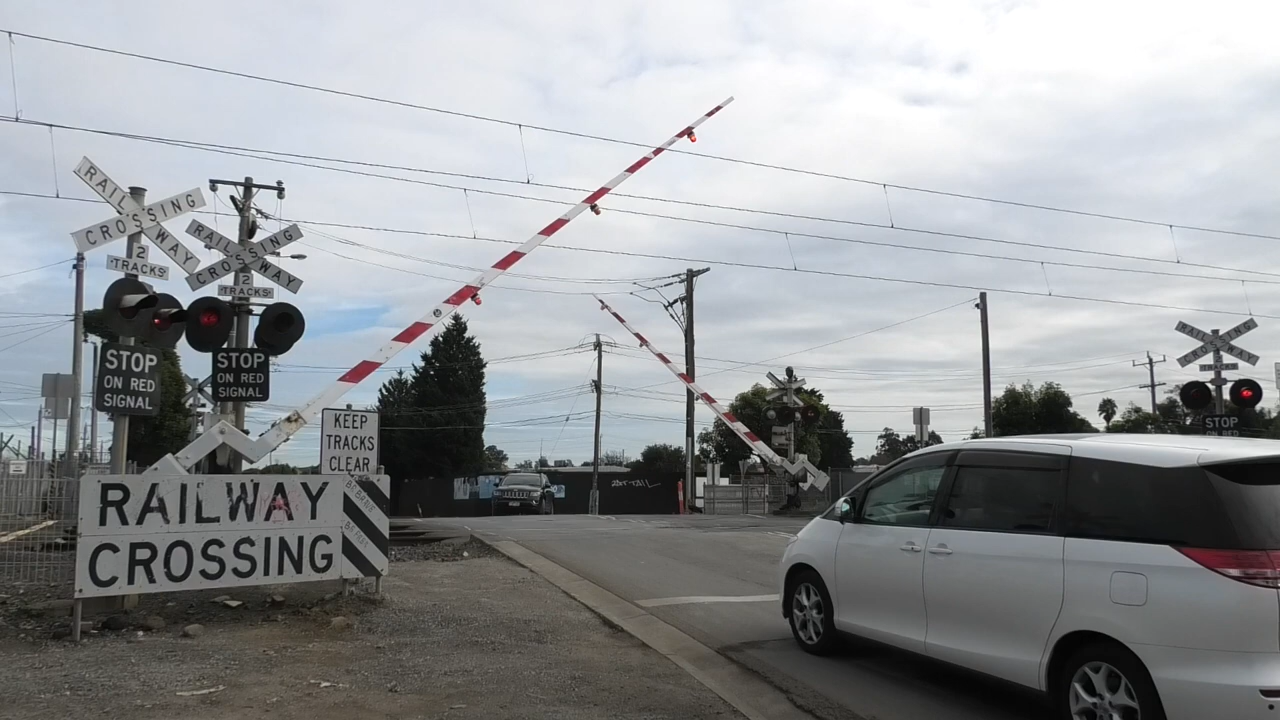 RAILWAY
CROSSING
2
TRACKS
STOP
ON RED
SIGNAL
RAILWAY
CROSSING
2
TRACKS
STOP
ON RED
SIGNAL
KEEP
TRACKS
CLEAR
RAILWAY
CROSSING
RAILWAY
CROSSING
STOP
ON RED